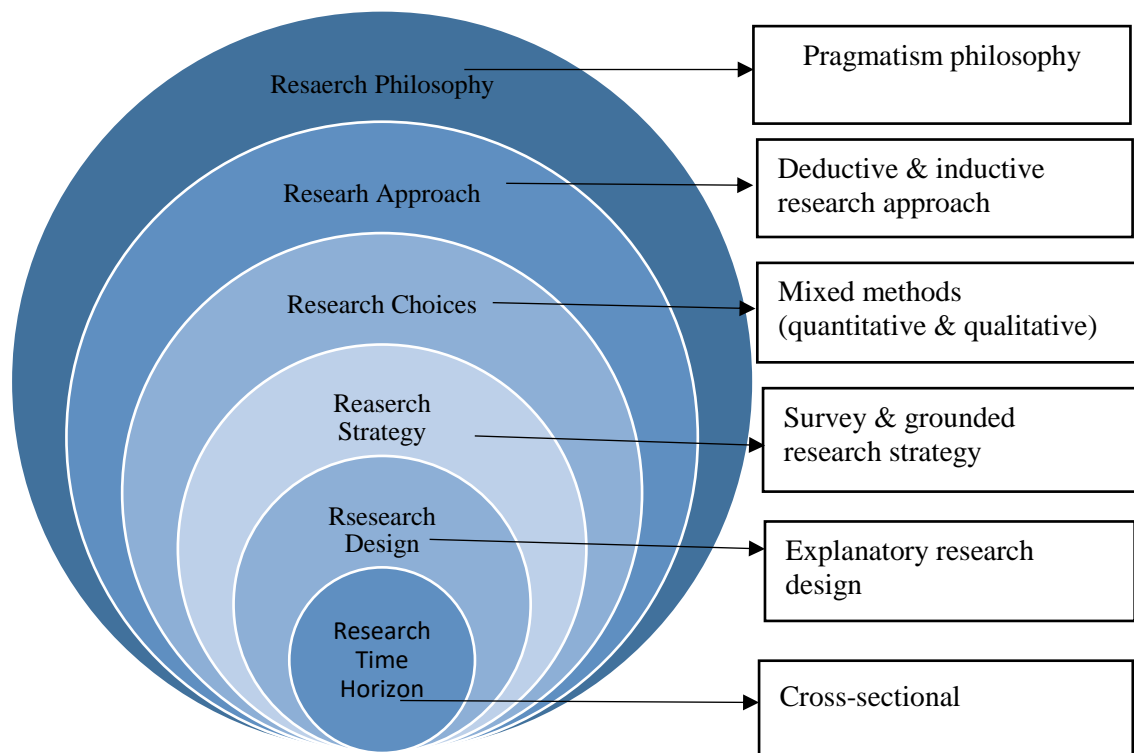 Resaerch Philosophy
Pragmatism philosophy
Researh Approach
Deductive & inductive
research approach
Research Choices
Mixed methods
(quantitative & qualitative)
Reaserch
Strategy
Survey & grounded
research strategy
Rsesearch
Design
Explanatory research
design
Research
Time
Horizon
Cross-sectional